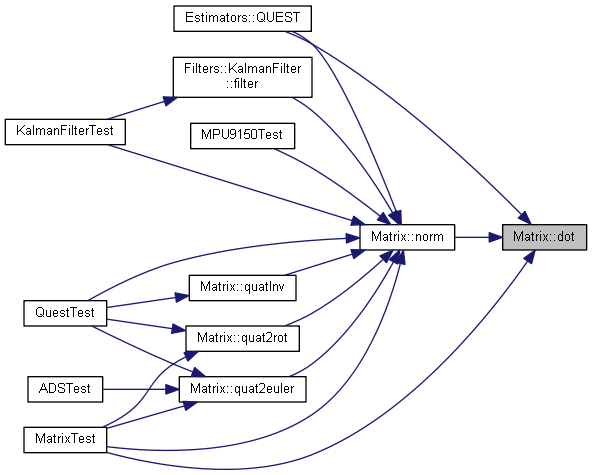 Estimators::QUEST
Filters::KalmanFilter
::filter
KalmanFilterTest
MPU9150Test
Matrix::norm
Matrix::dot
Matrix::quatInv
QuestTest
Matrix::quat2rot
ADSTest
Matrix::quat2euler
MatrixTest